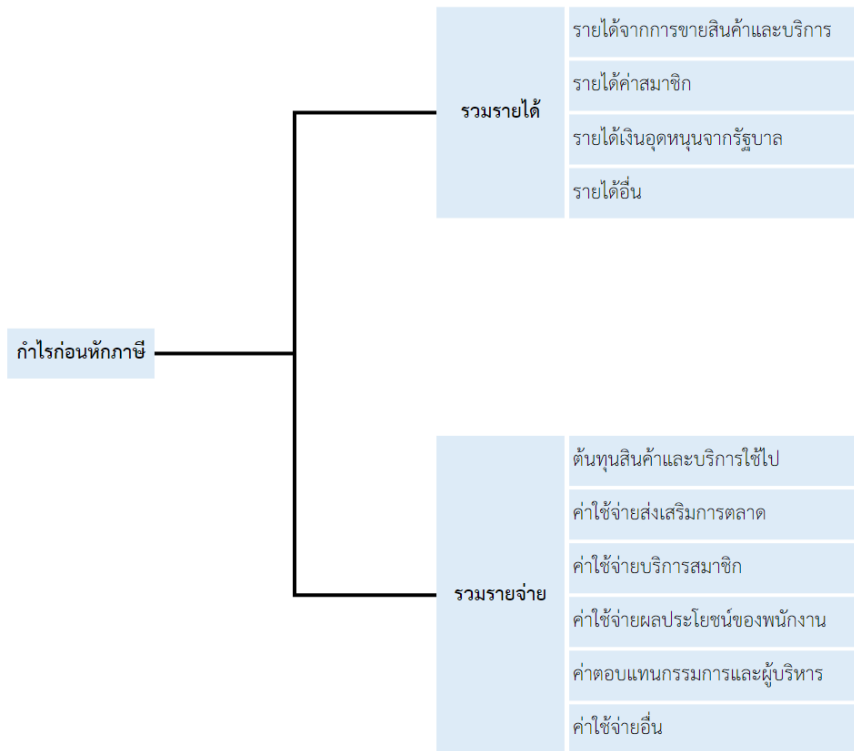 รายได้จากการขายสินค้าและบริการ
รายได้ค่าสมาชิก
รวมรายได้
รายได้เงินอุดหนุนจากรัฐบาล
รายได้อื่น
กำไรก่อนหักภาษี
ต้นทุนสินค้าและบริการใช้ไป
ค่าใช้จ่ายส่งเสริมการตลาด
ค่าใช้จ่ายบริการสมาชิก
รวมรายจ่าย
ค่าใช้จ่ายผลประโยชน์ของพนักงาน
ค่าตอบแทนกรรมการและผู้บริหาร
ค่าใช้จ่ายอื่น